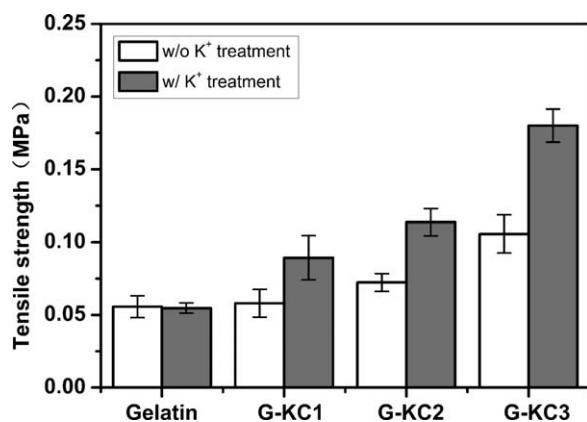 0.25
0.20
0.15
0.10
0.05
0.00
Tensile strength（MPa）
w/o K⁺ treatment
w/ K⁺ treatment
Gelatin G-KC1 G-KC2 G-KC3